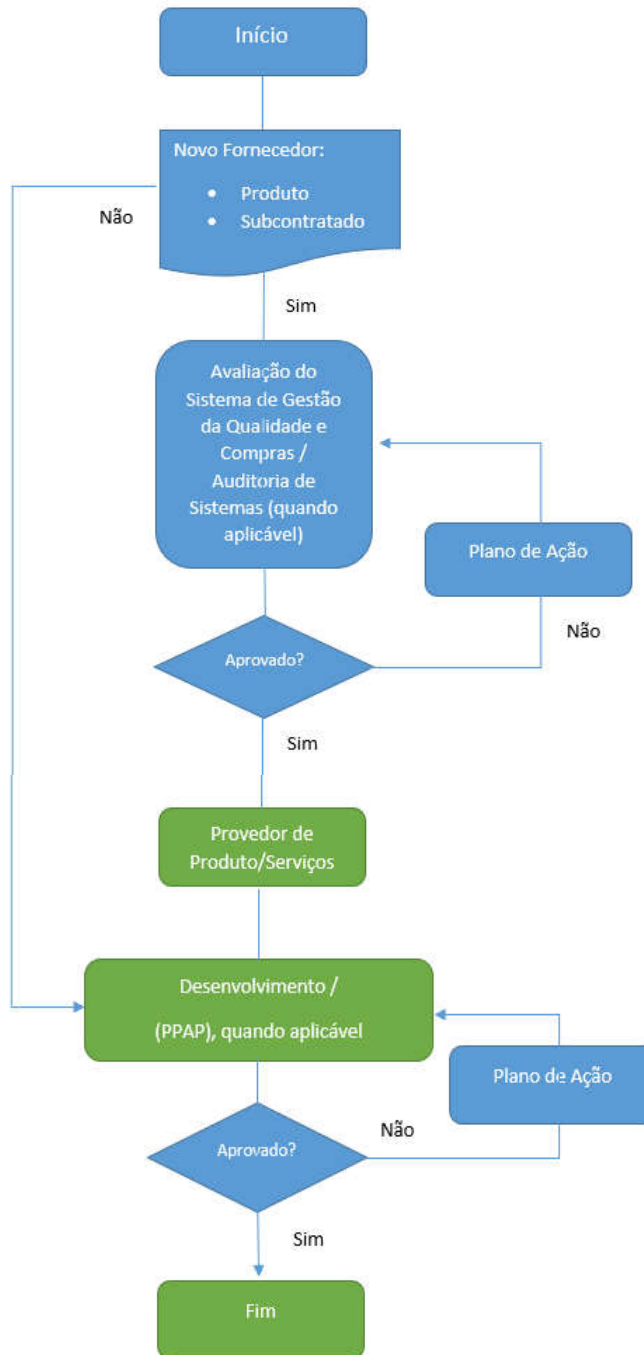 Início
Novo Fornecedor:
• Produto
• Subcontratado
Não
Sim
Avaliação do
Sistema de Gestão
da Qualidade e
Compras /
Auditoria de
Sistemas (quando
aplicável)
Plano de Ação
Não
Aprovado?
Sim
Provedor de
Produto/Serviços
Desenvolvimento /
(PPAP), quando aplicável
Plano de Ação
Não
Aprovado?
Sim
Fim